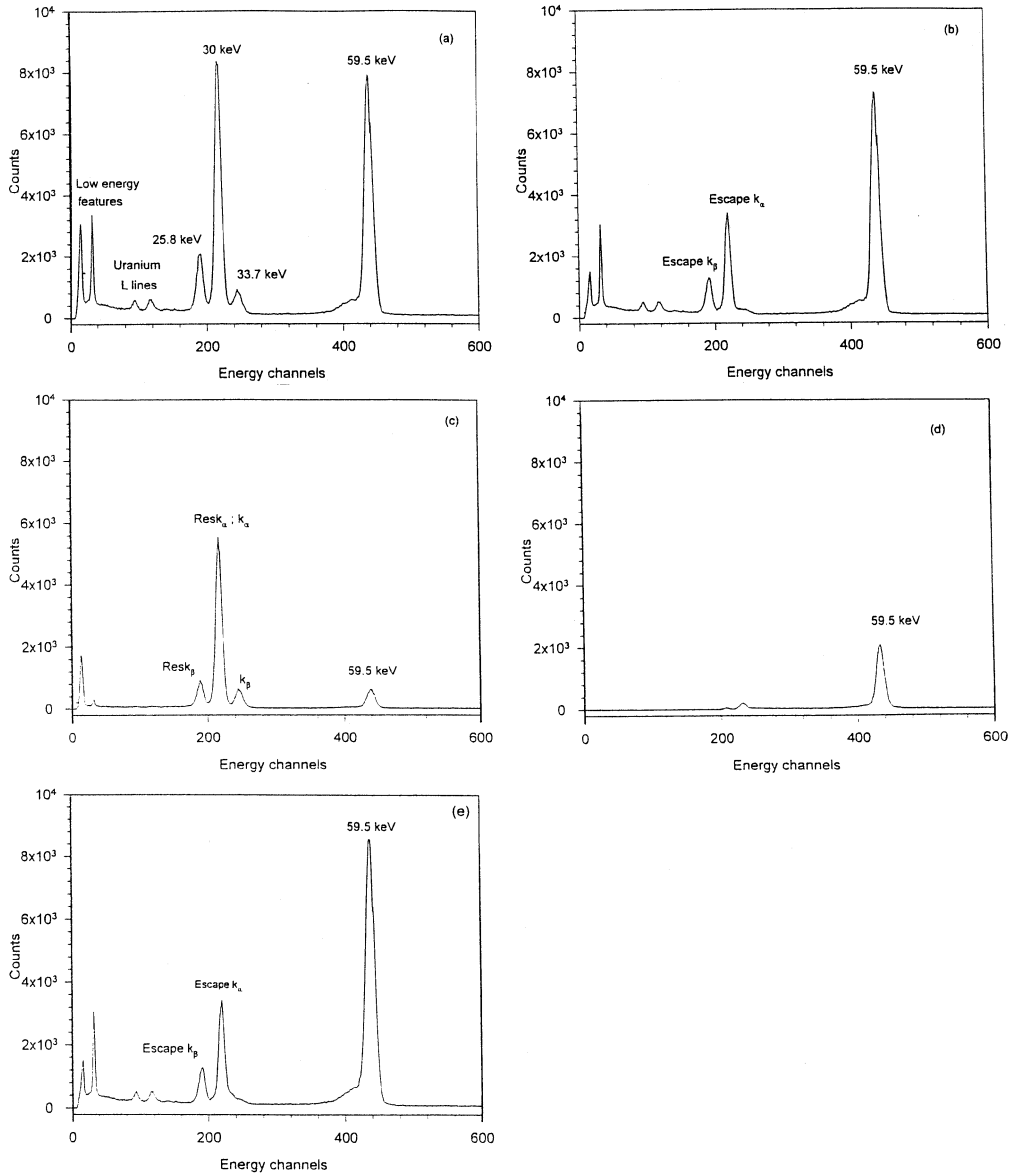 10⁴
8x10³
6x10³
4x10³
2x10³
0
Counts
(a)
30 keV
59.5 keV
Low energy
features
25.8 keV
Uranium
L lines
33.7 keV
0 200 400 600
Energy channels
10⁴
8x10³
6x10³
4x10³
2x10³
0
Counts
(b)
59.5 keV
Escape kα
Escape kβ
0 200 400 600
Energy channels
10⁴
8x10³
6x10³
4x10³
2x10³
0
Counts
(c)
Reskα ; kα
Reskβ
kβ
59.5 keV
0 200 400 600
Energy channels
10⁴
8x10³
6x10³
4x10³
2x10³
0
Counts
(d)
59.5 keV
0 200 400 600
Energy channels
10⁴
8x10³
6x10³
4x10³
2x10³
0
Counts
(e)
59.5 keV
Escape kα
Escape kβ
0 200 400 600
Energy channels